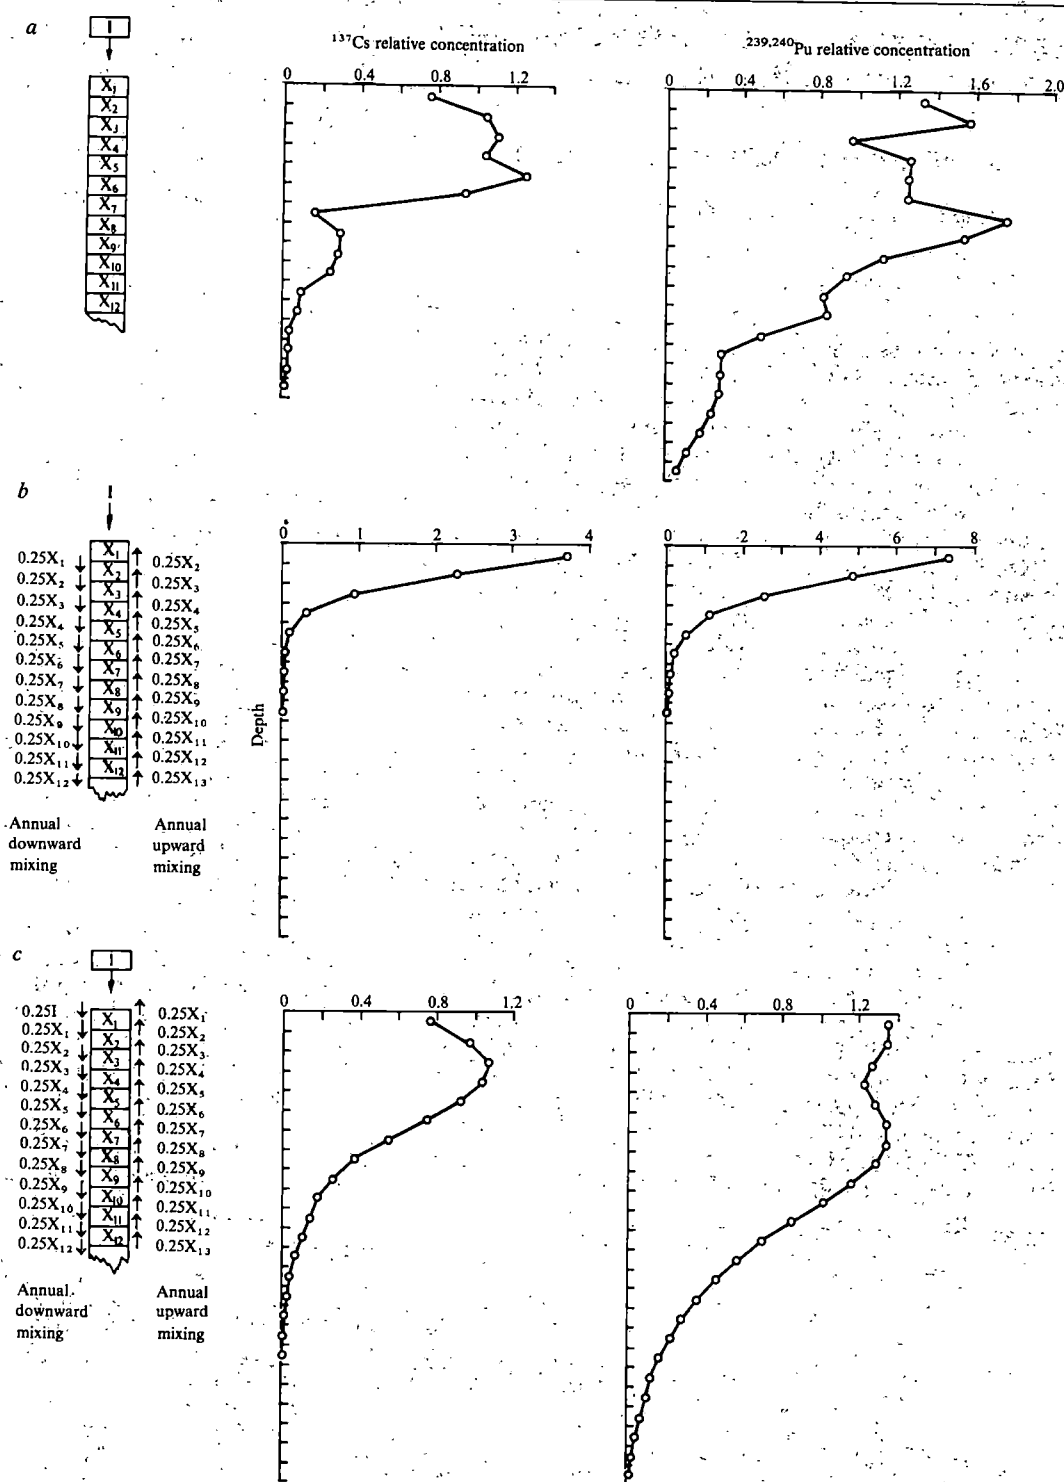 a
I
X1
X2
X3
X4
X5
X6
X7
X8
X9
X10
X11
X12
137Cs relative concentration
0 0.4 0.8 1.2
239,240Pu relative concentration
0 0.4 0.8 1.2 1.6 2.0
b
I
0.25X1 X1 0.25X2
0.25X2 X2 0.25X3
0.25X3 X3 0.25X4
0.25X4 X4 0.25X5
0.25X5 X5 0.25X6
0.25X6 X6 0.25X7
0.25X7 X7 0.25X8
0.25X8 X8 0.25X9
0.25X9 X9 0.25X10
0.25X10 X10 0.25X11
0.25X11 X11 0.25X12
0.25X12 X12 0.25X13
Annual
downward
mixing
Annual
upward
mixing
0 1 2 3 4
Depth
0 2 4 6 8
c
I
0.25I 0.25X1
0.25X1 X1 0.25X2
0.25X2 X2 0.25X3
0.25X3 X3 0.25X4
0.25X4 X4 0.25X5
0.25X5 X5 0.25X6
0.25X6 X6 0.25X7
0.25X7 X7 0.25X8
0.25X8 X8 0.25X9
0.25X9 X9 0.25X10
0.25X10 X10 0.25X11
0.25X11 X11 0.25X12
0.25X12 X12 0.25X13
Annual
downward
mixing
Annual
upward
mixing
0 0.4 0.8 1.2
0 0.4 0.8 1.2